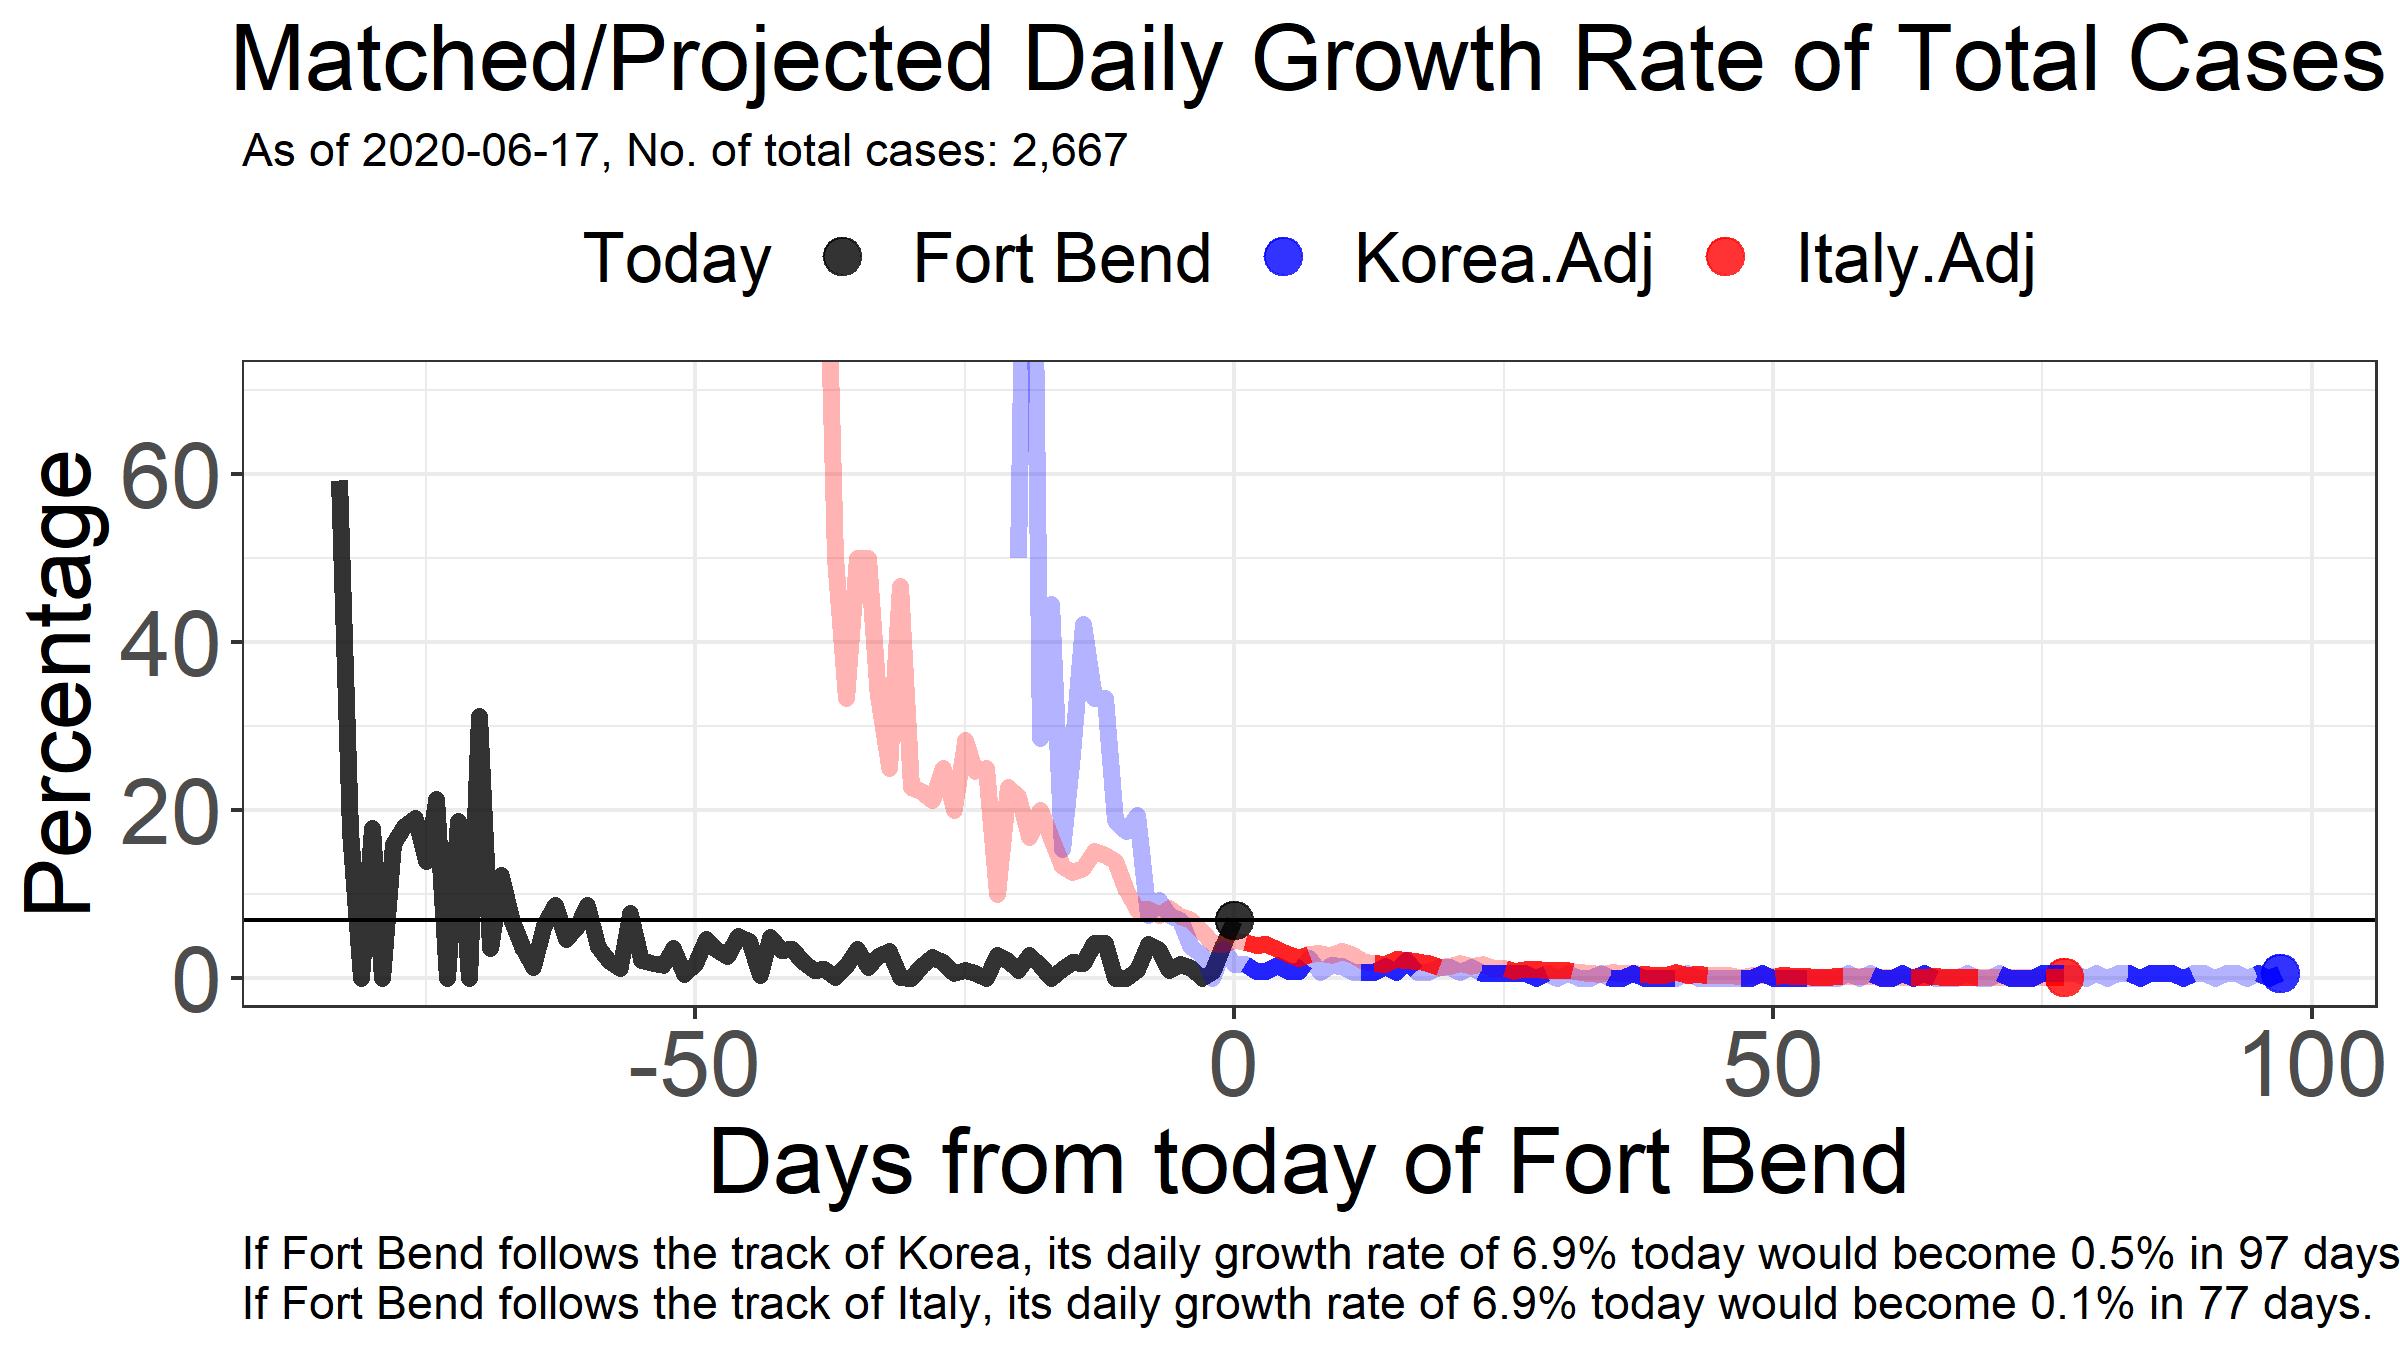 Matched/Projected Daily Growth Rate of Total Cases
As of 2020-06-17, No. of total cases: 2,667
Today Fort Bend Korea.Adj Italy.Adj
Percentage
60
40
20
0
-50 0 50 100
Days from today of Fort Bend
If Fort Bend follows the track of Korea, its daily growth rate of 6.9% today would become 0.5% in 97 days
If Fort Bend follows the track of Italy, its daily growth rate of 6.9% today would become 0.1% in 77 days.